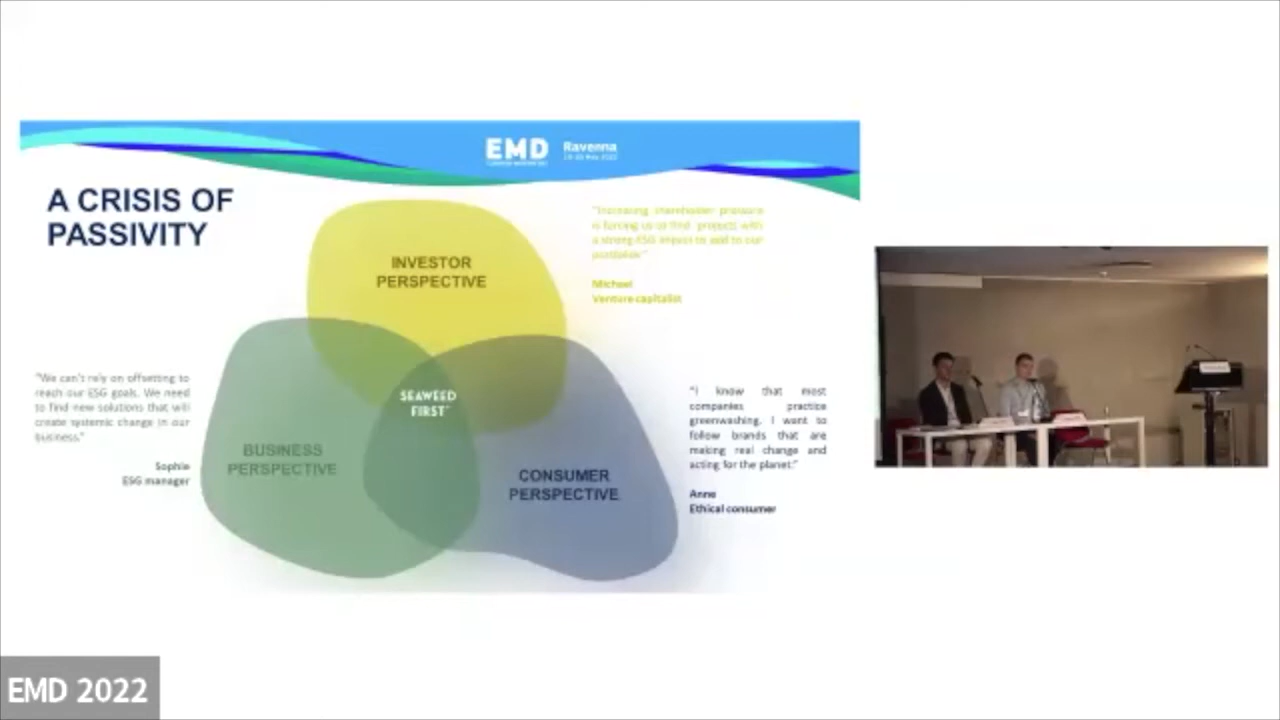 EMD
Ravenna
A CRISIS OF
PASSIVITY
INVESTOR
PERSPECTIVE
"Increasing shareholder pressure
is forcing us to find projects with
a strong ESG impact to add to our
portfolio."
Michael
Venture capitalist
"We can't rely on offsetting to
reach our ESG goals. We need
to find new solutions that will
create systemic change in our
business."
Sophie
ESG manager
SEAWEED
FIRST
BUSINESS
PERSPECTIVE
CONSUMER
PERSPECTIVE
"I know that most
companies practice
greenwashing. I want to
follow brands that are
making real change and
acting for the planet."
Anne
Ethical consumer
EMD 2022